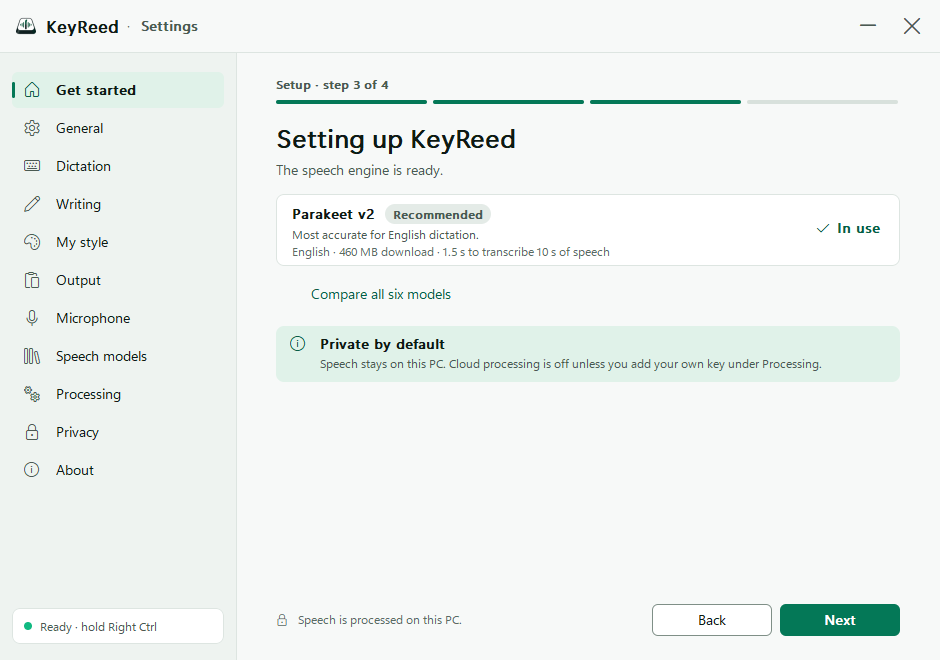 KeyReed · Settings
Get started
General
Dictation
Writing
My style
Output
Microphone
Speech models
Processing
Privacy
About
Ready · hold Right Ctrl
Setup · step 3 of 4
Setting up KeyReed
The speech engine is ready.
Parakeet v2 Recommended
Most accurate for English dictation.
English · 460 MB download · 1.5 s to transcribe 10 s of speech
In use
Compare all six models
Private by default
Speech stays on this PC. Cloud processing is off unless you add your own key under Processing.
Speech is processed on this PC.
Back
Next